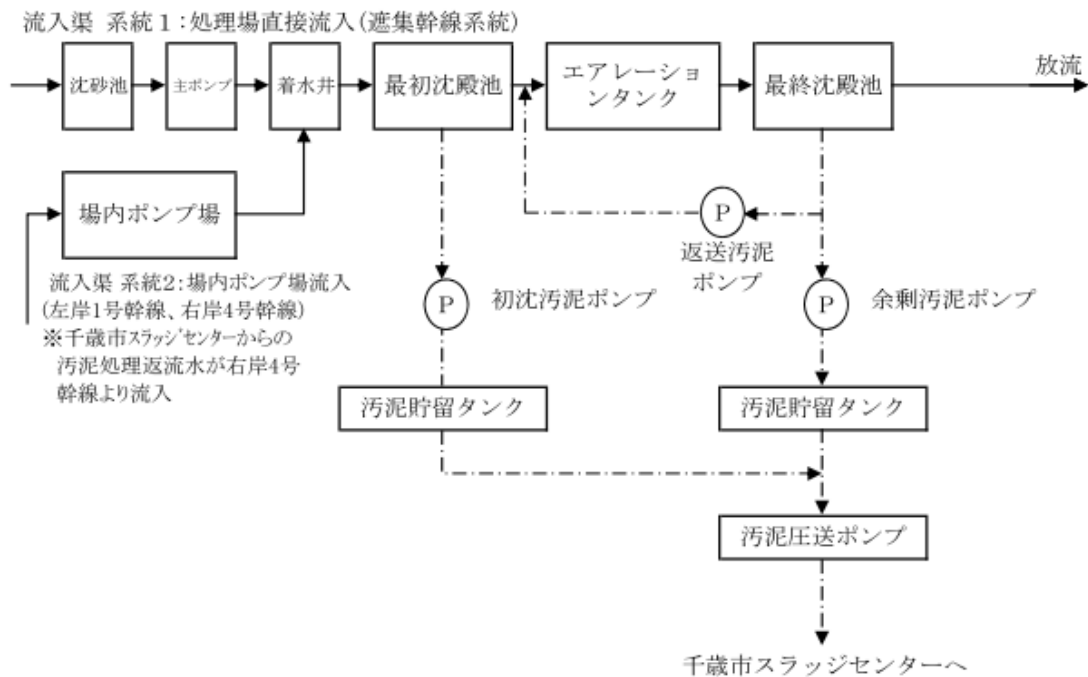 流入渠 系統1：処理場直接流入(遮集幹線系統)
沈砂池
主ポンプ
着水井
最初沈殿池
エアレーショ
ンタンク
最終沈殿池
放流
場内ポンプ場
P
返送汚泥
ポンプ
流入渠 系統2：場内ポンプ場流入
(左岸1号幹線、右岸4号幹線)
※千歳市スラッジセンターからの
汚泥処理返流水が右岸4号
幹線より流入
P
初沈汚泥ポンプ
P
余剰汚泥ポンプ
汚泥貯留タンク
汚泥貯留タンク
汚泥圧送ポンプ
千歳市スラッジセンターへ